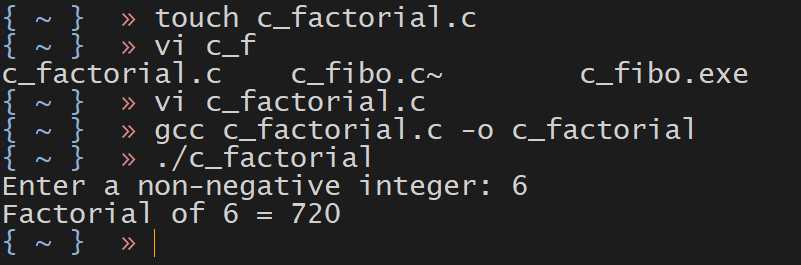 { ~ }  » touch c_factorial.c
{ ~ }  » vi c_f
c_factorial.c    c_fibo.c~        c_fibo.exe
{ ~ }  » vi c_factorial.c
{ ~ }  » gcc c_factorial.c -o c_factorial
{ ~ }  » ./c_factorial
Enter a non-negative integer: 6
Factorial of 6 = 720
{ ~ }  »